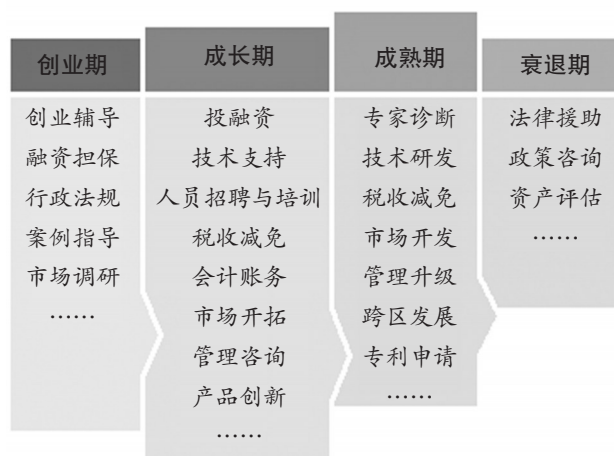 创业期
创业辅导
融资担保
行政法规
案例指导
市场调研
……
成长期
投融资
技术支持
人员招聘与培训
税收减免
会计账务
市场开拓
管理咨询
产品创新
……
成熟期
专家诊断
技术研发
税收减免
市场开发
管理升级
跨区发展
专利申请
……
衰退期
法律援助
政策咨询
资产评估
……